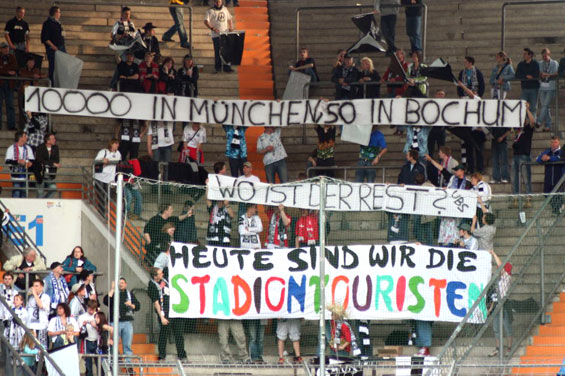 10000 IN MÜNCHEN SO IN BOCHUM
WO IST DER REST?
HEUTE SIND WIR DIE
STADIONTOURISTEN